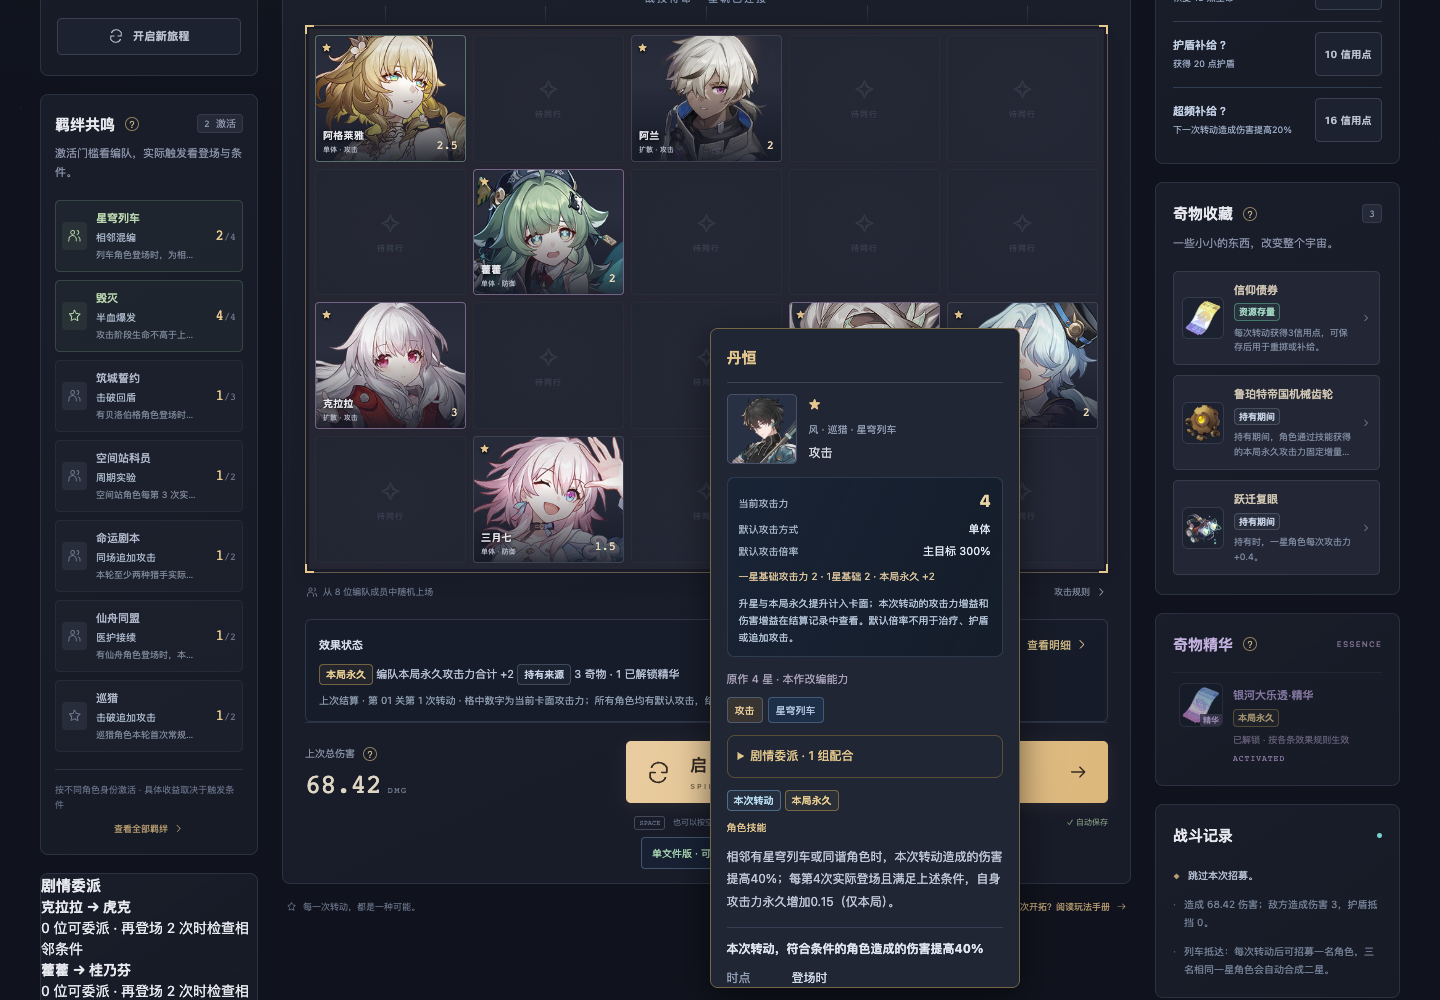 开启新旅程
羁绊共鸣 ?
2 激活
激活门槛看编队，实际触发看登场与条
件。
星穹列车
相邻混编
列车角色登场时，为相...
2/4
毁灭
半血爆发
攻击阶段生命不高于上...
4/4
筑城誓约
击破回盾
有贝洛伯格角色登场时...
1/3
空间站科员
周期实验
空间站角色每第 3 次实...
1/2
命运剧本
同场追加攻击
本轮至少两种猎手实际...
1/2
仙舟同盟
医护接续
有仙舟角色登场时，本...
1/2
巡猎
击破追加攻击
巡猎角色本轮首次常规...
1/2
按不同角色身份激活 · 具体收益取决于触发条
件
查看全部羁绊
剧情委派
克拉拉 → 虎克
0 位可委派 · 再登场 2 次时检查相
邻条件
藿藿 → 桂乃芬
0 位可委派 · 再登场 2 次时检查相
阿格莱雅
单体 · 攻击
2.5
待同行
阿兰
扩散 · 攻击
2
待同行
待同行
待同行
藿藿
单体 · 防御
2
待同行
待同行
待同行
克拉拉
扩散 · 攻击
3
待同行
2
待同行
三月七
单体 · 防御
1.5
从 8 位编队成员中随机上场
攻击规则
效果状态
查看明细
本局永久 编队本局永久攻击力合计 +2 持有来源 3 奇物 · 1 已解锁精华
上次结算 · 第 01 关第 1 次转动 · 格中数字为当前卡面攻击力；所有角色均有默认攻击，
上次总伤害 ?
68.42 DMG
启
SPI
→
SPACE 也可以按空
✓ 自动保存
单文件版 · 可
每一次转动，都是一种可能。
次开拓？阅读玩法手册 →
丹恒
风 · 巡猎 · 星穹列车
攻击
当前攻击力 4
默认攻击方式 单体
默认攻击倍率 主目标 300%
一星基础攻击力 2 · 1星基础 2 · 本局永久 +2
升星与本局永久提升计入卡面；本次转动的攻击力增益和
伤害增益在结算记录中查看。默认倍率不用于治疗、护盾
或追加攻击。
原作 4 星 · 本作改编能力
攻击 星穹列车
▶ 剧情委派 · 1 组配合
本次转动 本局永久
角色技能
相邻有星穹列车或同谐角色时，本次转动造成的伤害
提高40%；每第4次实际登场且满足上述条件，自身
攻击力永久增加0.15（仅本局）。
本次转动，符合条件的角色造成的伤害提高40%
时点 登场时
护盾补给 ?
获得 20 点护盾
10 信用点
超频补给 ?
下一次转动造成伤害提高20%
16 信用点
奇物收藏 ?
3
一些小小的东西，改变整个宇宙。
信仰债券
资源存量
每次转动获得3信用点，可保
存后用于重掷或补给。
鲁珀特帝国机械齿轮
持有期间
持有期间，角色通过技能获得
的本局永久攻击力固定增量...
跃迁复眼
持有期间
持有时，一星角色每次攻击力
+0.4。
奇物精华 ?
ESSENCE
精华
银河大乐透·精华
本局永久
已解锁 · 按各条效果规则生效
ACTIVATED
战斗记录
跳过本次招募。
造成 68.42 伤害；敌方造成伤害 3，护盾抵
挡 0。
列车抵达：每次转动后可招募一名角色，三
名相同一星角色会自动合成二星。